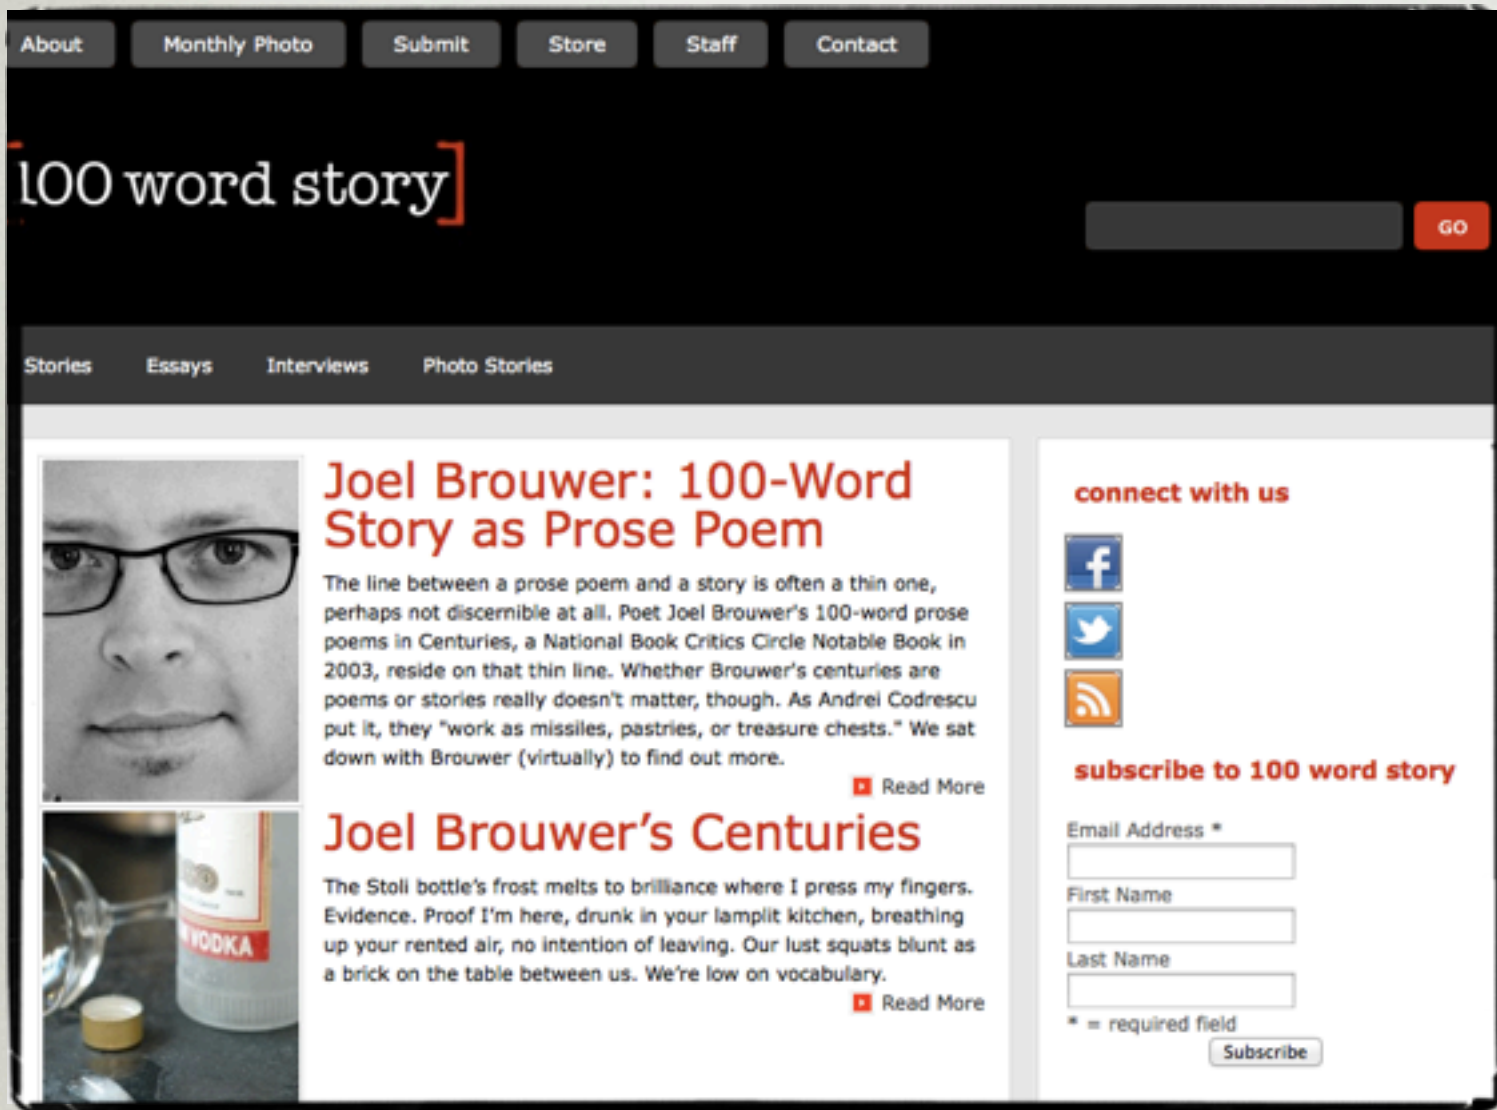 About
Monthly Photo
Submit
Store
Staff
Contact
[100 word story]
GO
Stories
Essays
Interviews
Photo Stories
Joel Brouwer: 100-Word
Story as Prose Poem
The line between a prose poem and a story is often a thin one,
perhaps not discernible at all. Poet Joel Brouwer's 100-word prose
poems in Centuries, a National Book Critics Circle Notable Book in
2003, reside on that thin line. Whether Brouwer's centuries are
poems or stories really doesn't matter, though. As Andrei Codrescu
put it, they "work as missiles, pastries, or treasure chests." We sat
down with Brouwer (virtually) to find out more.
Read More
VODKA
Joel Brouwer’s Centuries
The Stoli bottle’s frost melts to brilliance where I press my fingers.
Evidence. Proof I’m here, drunk in your lamplit kitchen, breathing
up your rented air, no intention of leaving. Our lust squats blunt as
a brick on the table between us. We’re low on vocabulary.
Read More
connect with us
f
subscribe to 100 word story
Email Address *
First Name
Last Name
* = required field
Subscribe